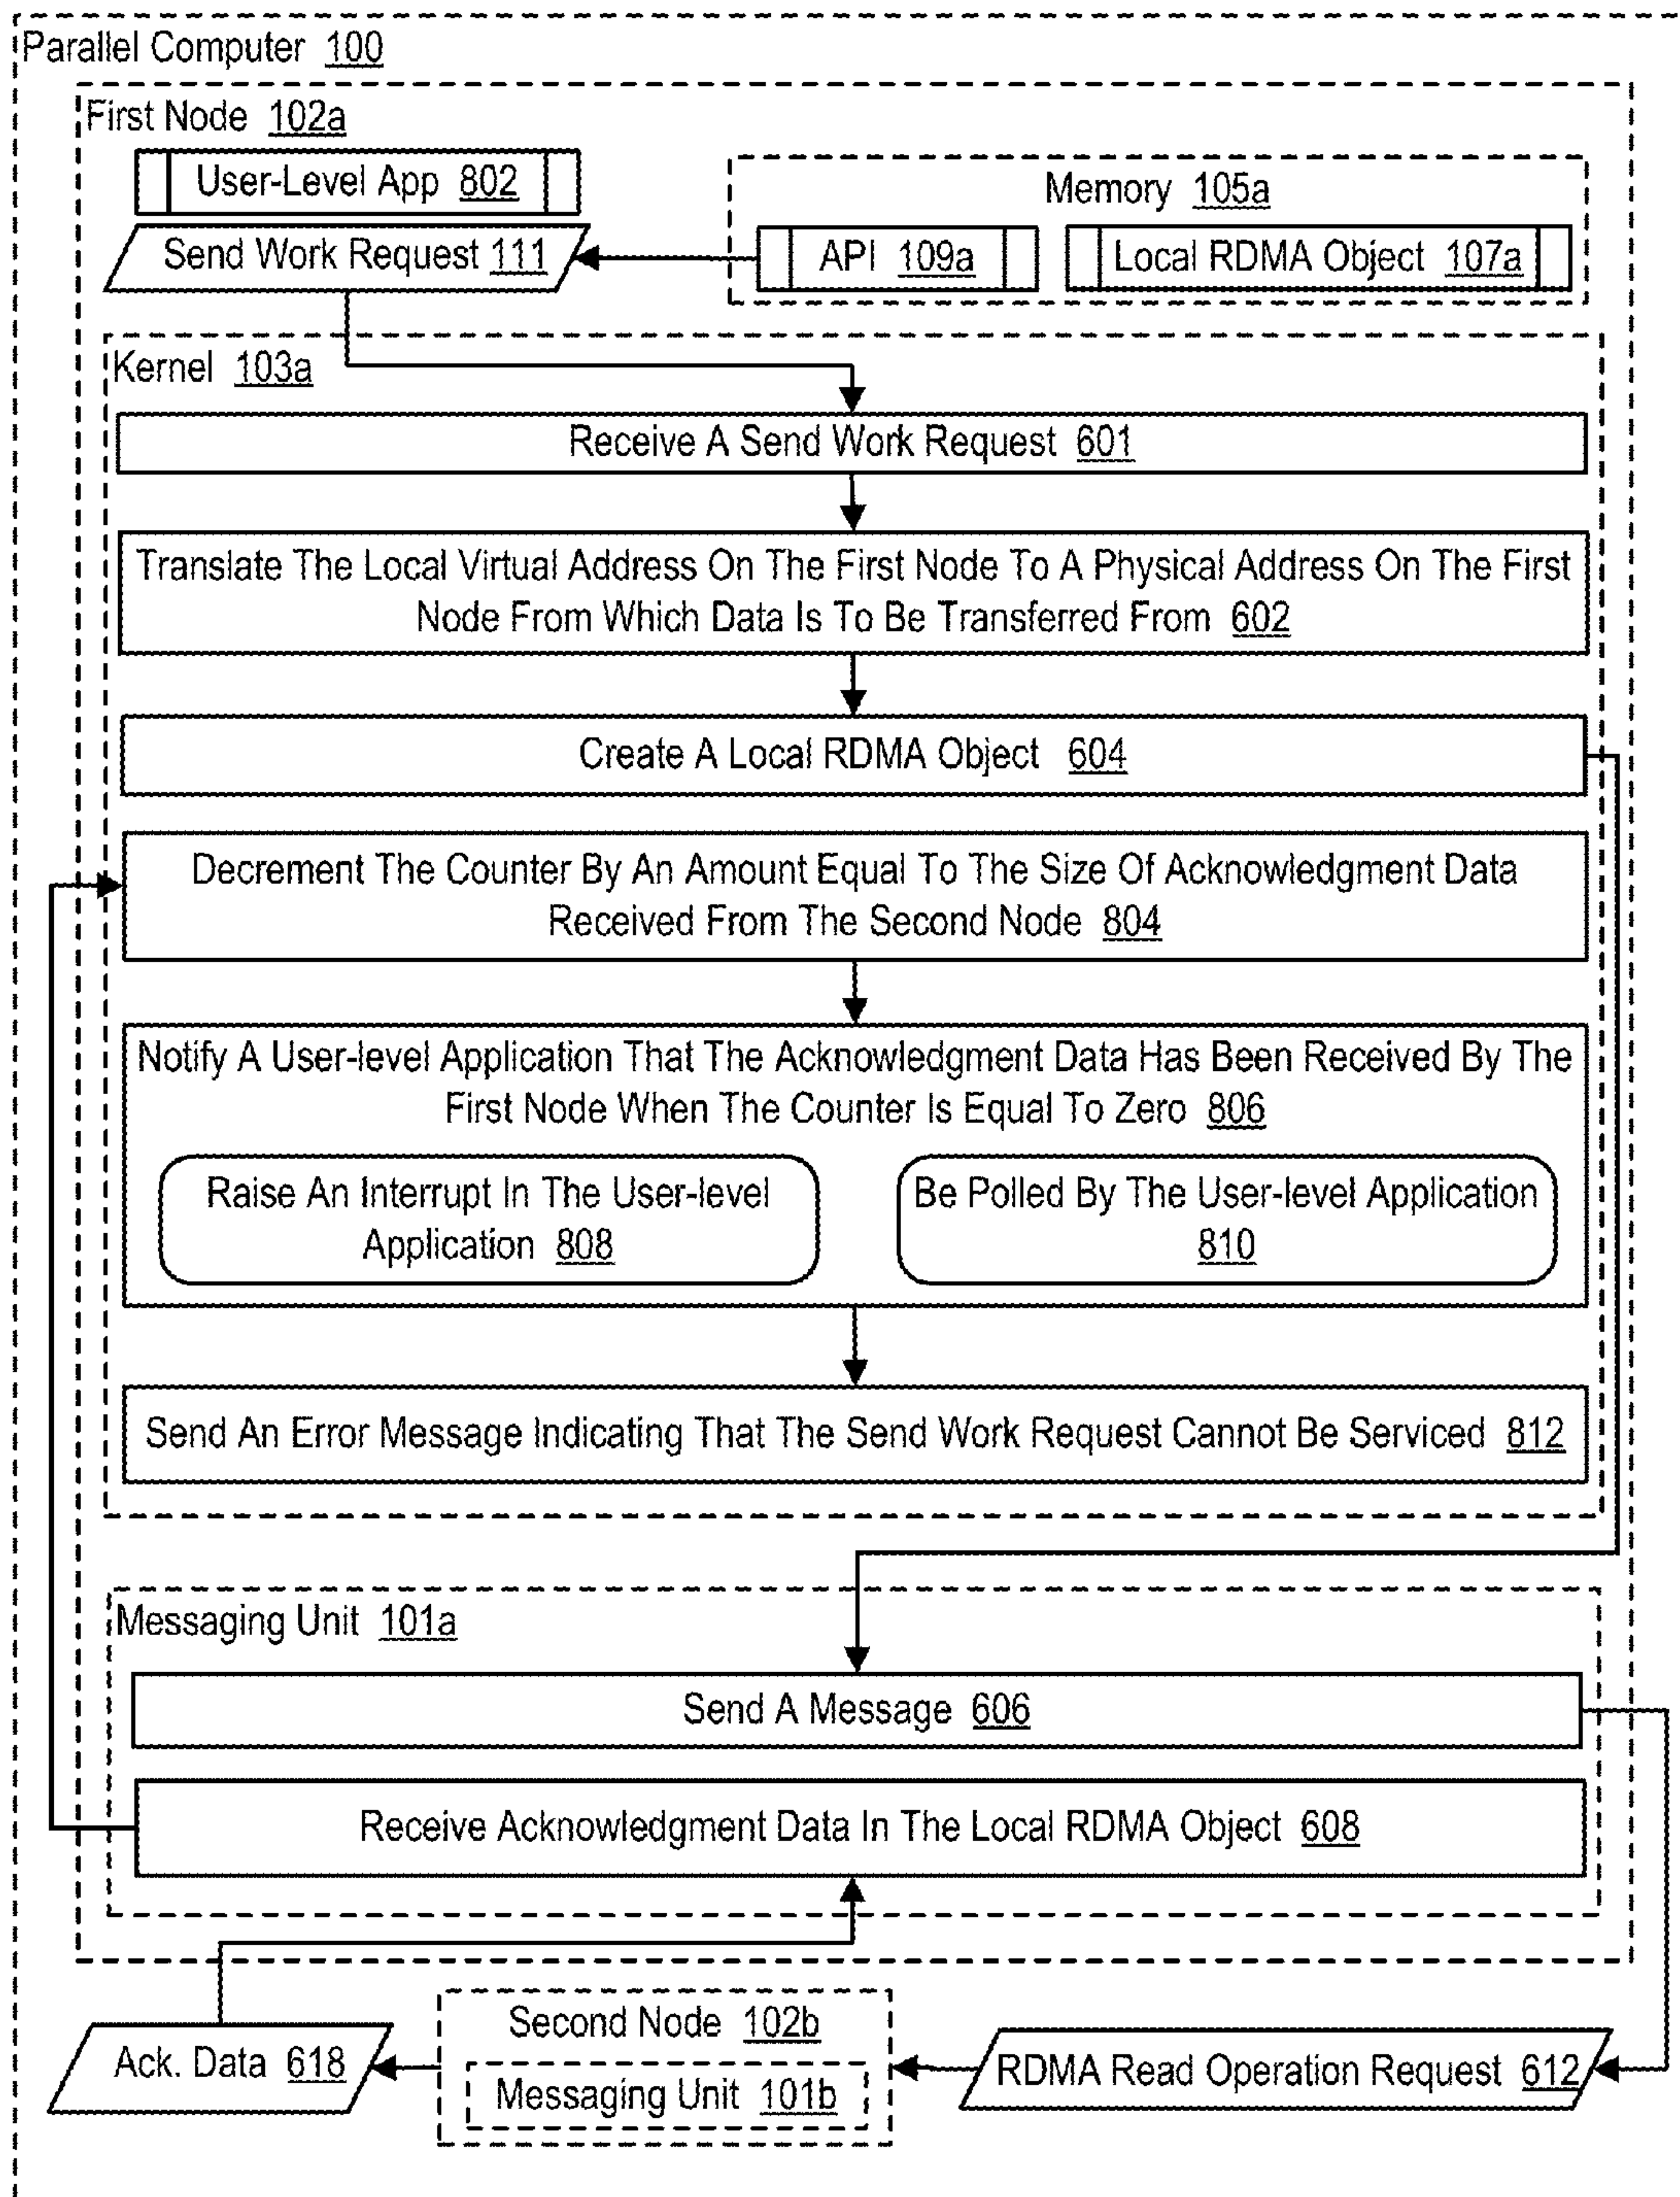 Parallel Computer 100
First Node 102a
User-Level App 802
Memory 105a
Send Work Request 111
API 109a
Local RDMA Object 107a
Kernel 103a
Receive A Send Work Request 601
Translate The Local Virtual Address On The First Node To A Physical Address On The First
Node From Which Data Is To Be Transferred From 602
Create A Local RDMA Object 604
Decrement The Counter By An Amount Equal To The Size Of Acknowledgment Data
Received From The Second Node 804
Notify A User-level Application That The Acknowledgment Data Has Been Received By The
First Node When The Counter Is Equal To Zero 806
Raise An Interrupt In The User-level
Application 808
Be Polled By The User-level Application
810
Send An Error Message Indicating That The Send Work Request Cannot Be Serviced 812
Messaging Unit 101a
Send A Message 606
Receive Acknowledgment Data In The Local RDMA Object 608
Ack. Data 618
Second Node 102b
Messaging Unit 101b
RDMA Read Operation Request 612